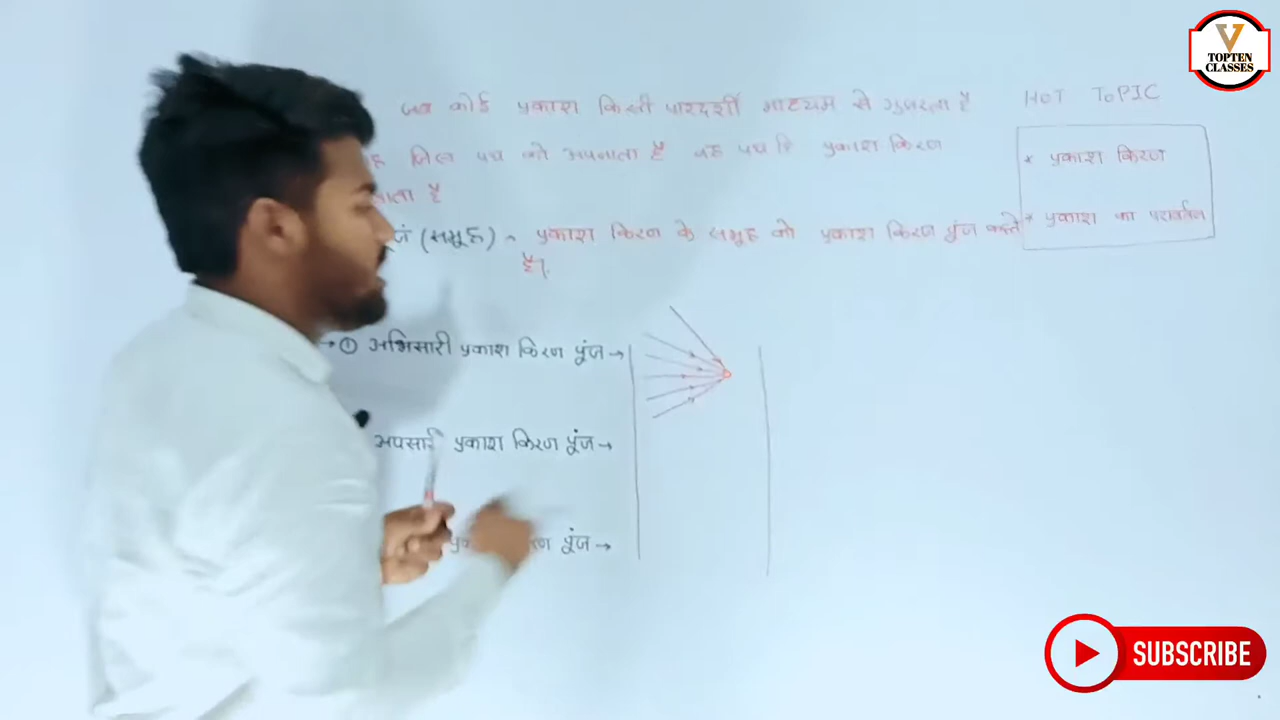 V
TOPTEN
CLASSES
HOT TOPIC
जब कोई प्रकाश किसी पारदर्शी माध्यम से गुजरता है
जिस पथ को अपनाता है वह पथ हि प्रकाश किरण
* प्रकाश किरण
है
(समूह) - प्रकाश किरण के समूह को प्रकाश किरण पूंज कहते
* प्रकाश का परावर्तन
है।
→ ① अभिसारी प्रकाश किरण पूंज →
अपसारी प्रकाश किरण पूंज →
पूंज →
SUBSCRIBE